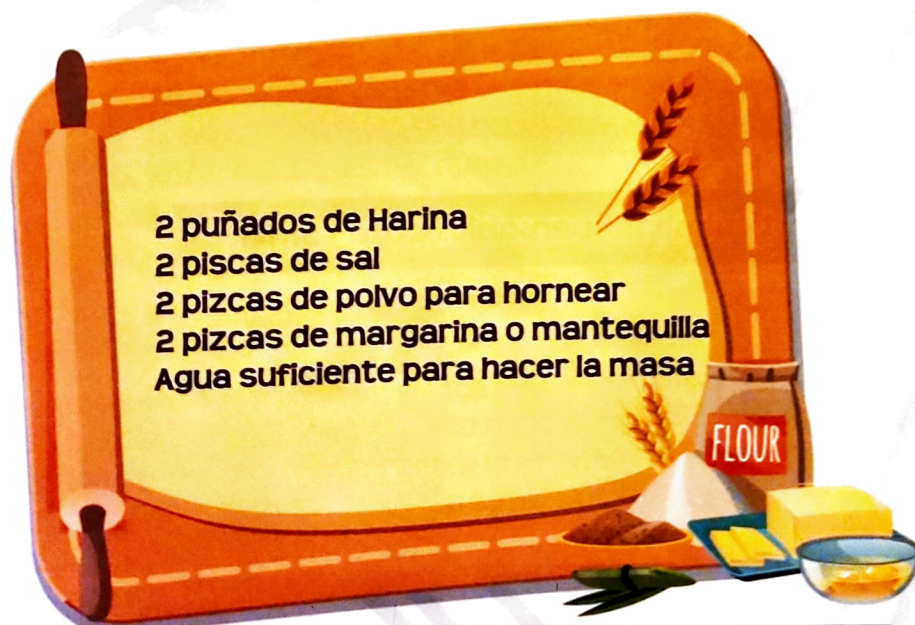 2 puñados de Harina
2 piscas de sal
2 pizcas de polvo para hornear
2 pizcas de margarina o mantequilla
Agua suficiente para hacer la masa
FLOUR